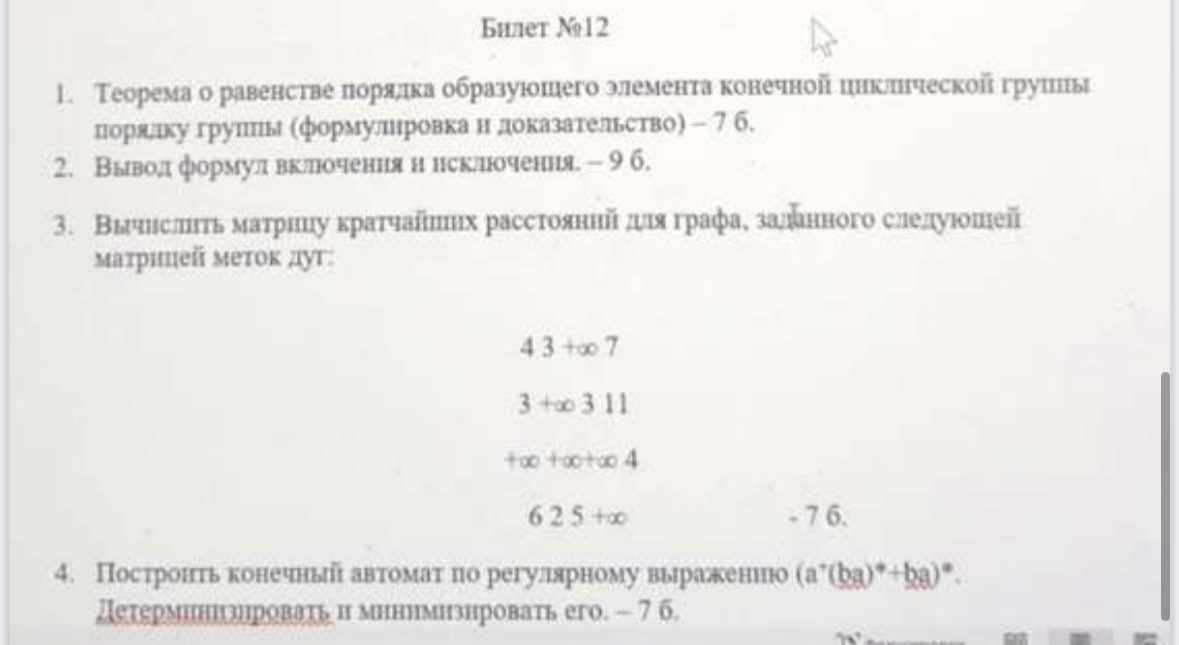 Билет №12
1. Теорема о равенстве порядка образующего элемента конечной циклической группы
порядку группы (формулировка и доказательство) – 7 б.
2. Вывод формул включения и исключения. – 9 б.
3. Вычислить матрицу кратчайших расстояний для графа, заданного следующей
матрицей меток дуг:
4 3 +∞ 7
3 +∞ 3 11
+∞ +∞+∞ 4
6 2 5 +∞ - 7 б.
4. Построить конечный автомат по регулярному выражению (a⁺(ba)*+ba)*.
Детерминизировать и минимизировать его. – 7 б.